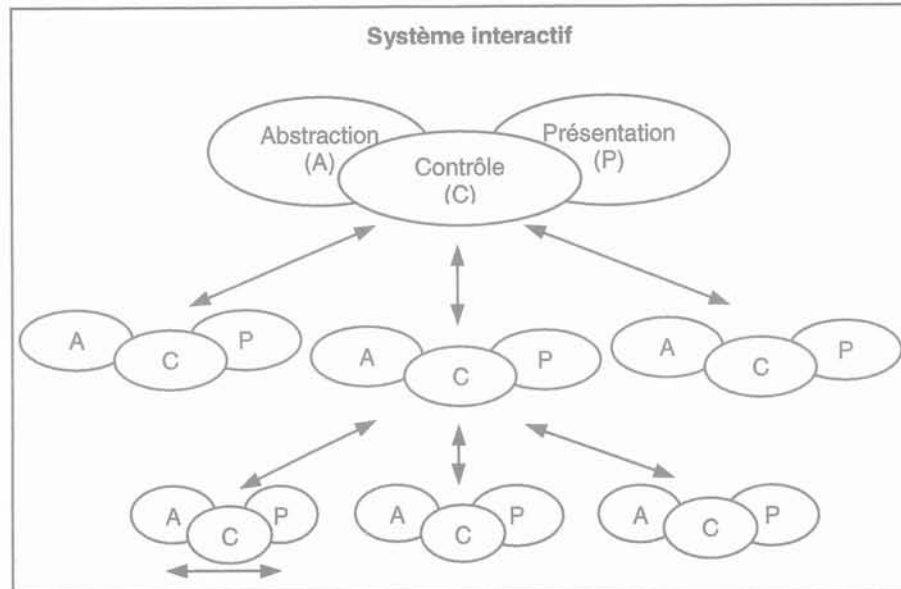 Système interactif
Abstraction
(A)
Présentation
(P)
Contrôle
(C)
A
C
P
A
C
P
A
C
P
A
C
P
A
C
P
A
C
P